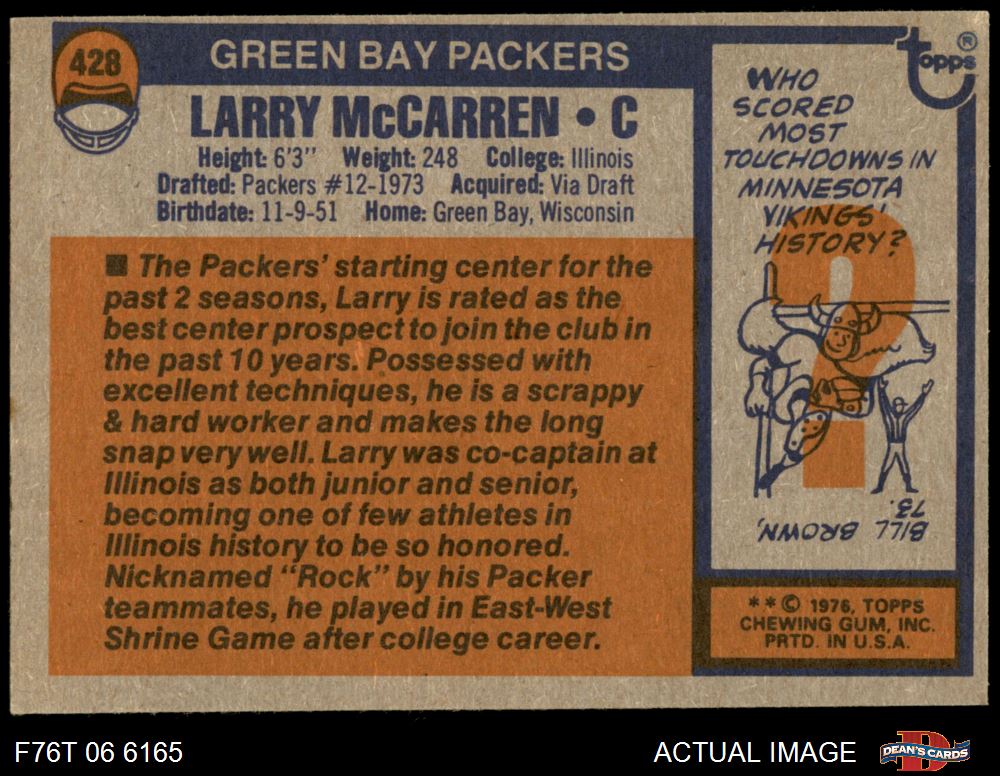 428
GREEN BAY PACKERS
LARRY McCARREN • C
Height: 6'3" Weight: 248 College: Illinois
Drafted: Packers #12-1973 Acquired: Via Draft
Birthdate: 11-9-51 Home: Green Bay, Wisconsin
■ The Packers' starting center for the
past 2 seasons, Larry is rated as the
best center prospect to join the club in
the past 10 years. Possessed with
excellent techniques, he is a scrappy
& hard worker and makes the long
snap very well. Larry was co-captain at
Illinois as both junior and senior,
becoming one of few athletes in
Illinois history to be so honored.
Nicknamed "Rock" by his Packer
teammates, he played in East-West
Shrine Game after college career.
topps®
WHO
SCORED
MOST
TOUCHDOWNS IN
MINNESOTA
VIKINGS'
HISTORY?
?
BILL BROWN,
73.
**© 1976, TOPPS
CHEWING GUM, INC.
PRTD. IN U.S.A.
F76T 06 6165
ACTUAL IMAGE
D
DEAN'S CARDS